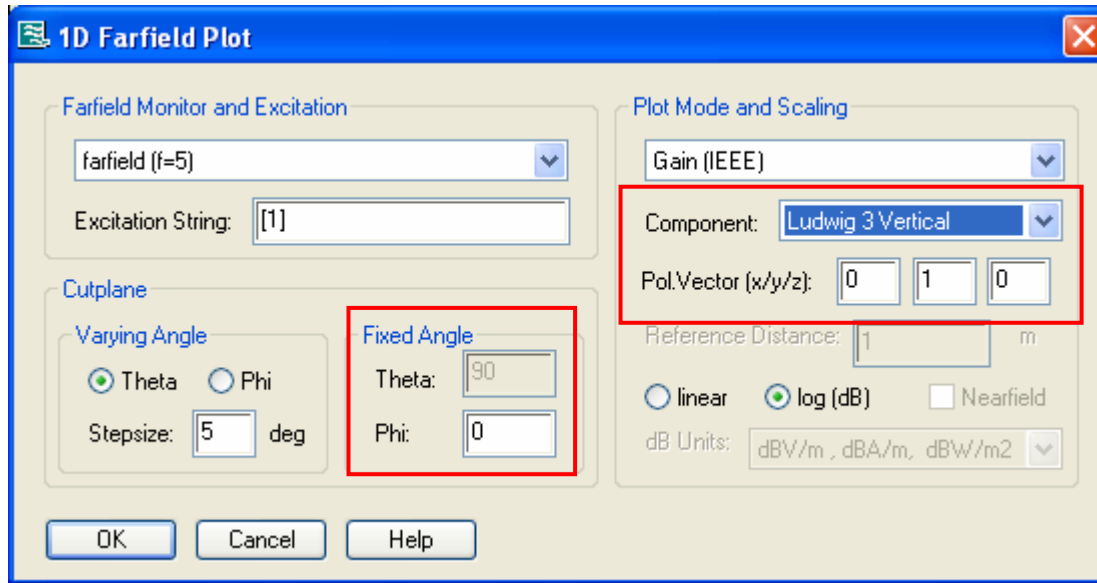 1D Farfield Plot
Farfield Monitor and Excitation
farfield (f=5)
Excitation String: [1]
Cutplane
Varying Angle
Theta Phi
Stepsize: 5 deg
Fixed Angle
Theta: 90
Phi: 0
Plot Mode and Scaling
Gain (IEEE)
Component: Ludwig 3 Vertical
Pol.Vector (x/y/z): 0 1 0
Reference Distance: 1 m
linear log (dB) Nearfield
dB Units: dBV/m , dBA/m, dBW/m2
OK Cancel Help